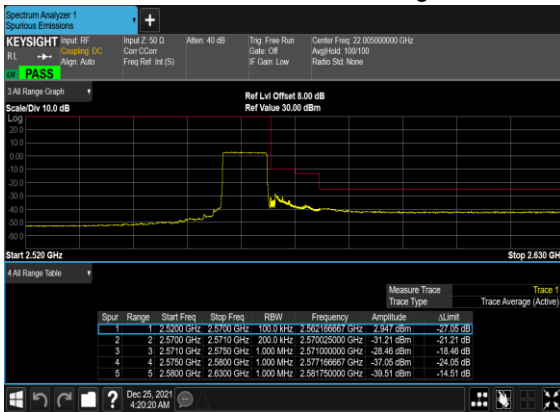 Spectrum Analyzer 1
Spurious Emissions
KEYSIGHT Input: RF Input Z: 50 Ω Atten: 40 dB Trig: Free Run Center Freq: 22.005000000 GHz
RL Coupling: DC Corr CCorr Gate: Off Avg|Hold: 100/100
Align: Auto Freq Ref: Int (S) IF Gain: Low Radio Std: None
PASS
3 All Range Graph
Ref Lvl Offset 8.00 dB
Scale/Div 10.0 dB Ref Value 30.00 dBm
Log
20.0
10.0
0.00
-10.0
-20.0
-30.0
-40.0
-50.0
-60.0
Start 2.520 GHz Stop 2.630 GH
4 All Range Table
Measure Trace Trace 1
Trace Type Trace Average (Active)
Spur Range Start Freq Stop Freq RBW Frequency Amplitude ΔLimit
1 1 2.5200 GHz 2.5700 GHz 100.0 kHz 2.562166667 GHz 2.947 dBm -27.05 dB
2 2 2.5700 GHz 2.5710 GHz 200.0 kHz 2.570025000 GHz -31.21 dBm -21.21 dB
3 3 2.5710 GHz 2.5750 GHz 1.000 MHz 2.571000000 GHz -28.46 dBm -18.46 dB
4 4 2.5750 GHz 2.5800 GHz 1.000 MHz 2.577166667 GHz -37.05 dBm -24.05 dB
5 5 2.5800 GHz 2.6300 GHz 1.000 MHz 2.581750000 GHz -39.51 dBm -14.51 dB
Dec 25, 2021
4:20:20 AM